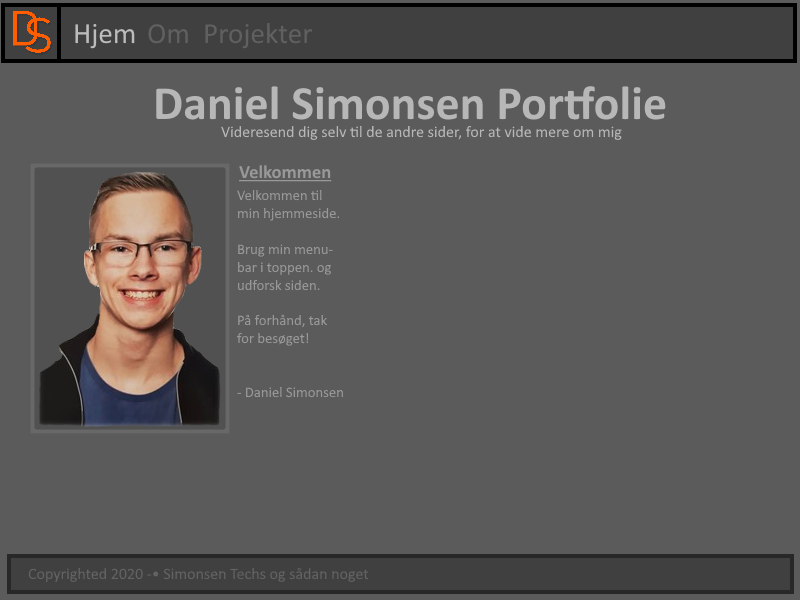 DS
Hjem Om Projekter
Daniel Simonsen Portfolie
Videresend dig selv til de andre sider, for at vide mere om mig
Velkommen
Velkommen til
min hjemmeside.
Brug min menu-
bar i toppen. og
udforsk siden.
På forhånd, tak
for besøget!
- Daniel Simonsen
Copyrighted 2020 -• Simonsen Techs og sådan noget